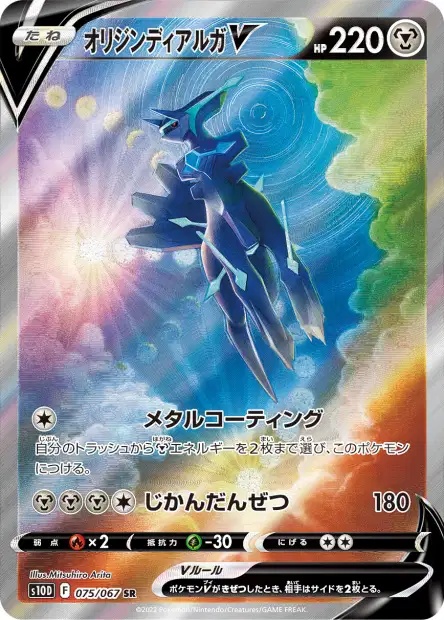 たね オリジンディアルガV HP 220
メタルコーティング
自分のトラッシュからエネルギーを2枚まで選び、このポケモン
につける。
じかんだんぜつ 180
弱点 ×2 抵抗力 -30 にげる
Illus. Mitsuhiro Arita
Vルール
s10D F 075/067 SR
ポケモンVがきぜつしたとき、相手はサイドを2枚とる。
©2022 Pokémon/Nintendo/Creatures/GAME FREAK.